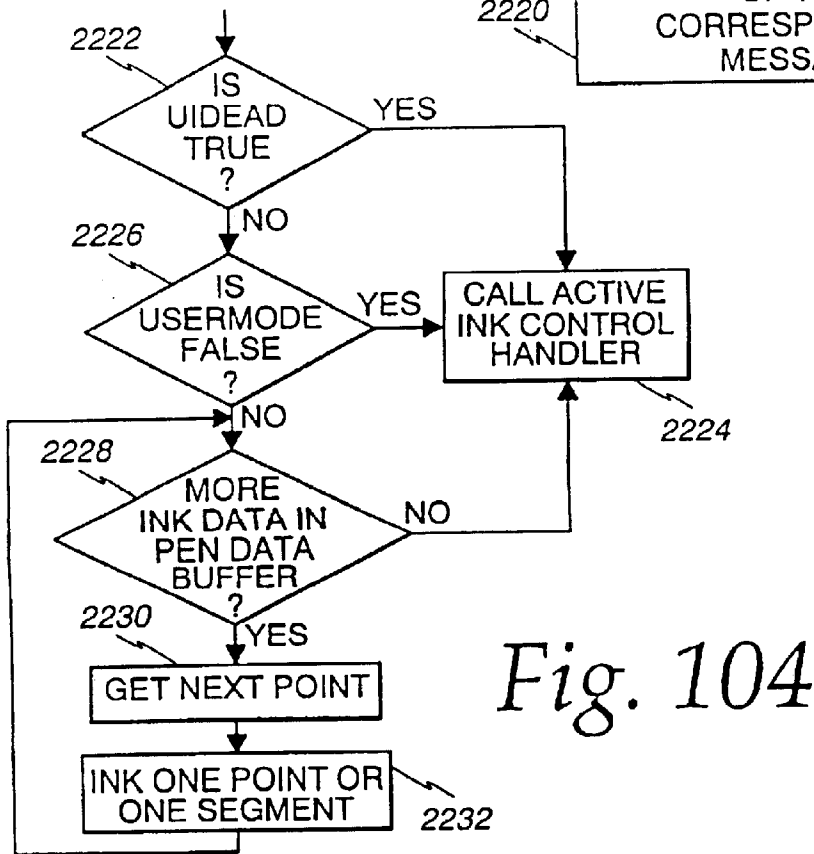 2220
CORRESP
MESSA
2222
IS
UIDEAD
TRUE
?
YES
NO
2226
IS
USERMODE
FALSE
?
YES
NO
CALL ACTIVE
INK CONTROL
HANDLER
2224
2228
MORE
INK DATA IN
PEN DATA
BUFFER
?
NO
YES
2230
GET NEXT POINT
INK ONE POINT OR
ONE SEGMENT
2232
Fig. 104